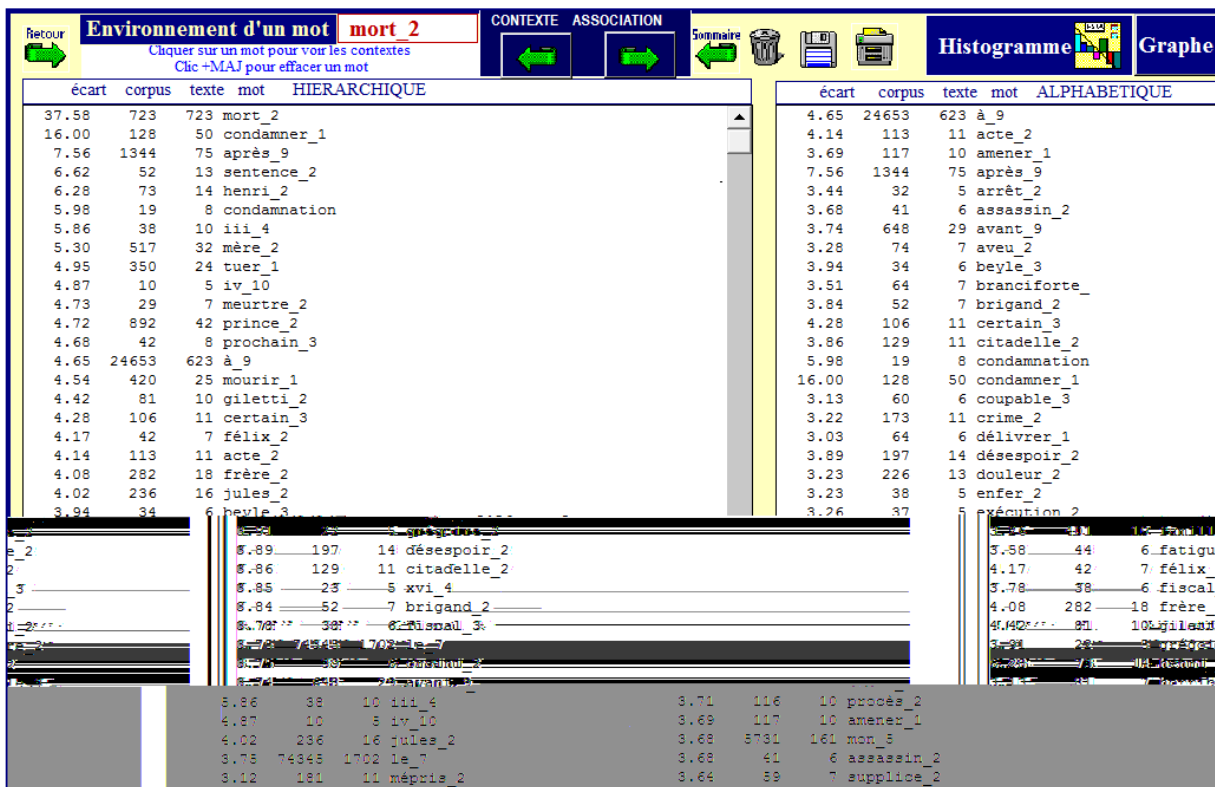 Retour Environnement d'un mot mort_2 CONTEXTE ASSOCIATION Sommaire Histogramme Graphe
Cliquer sur un mot pour voir les contextes
Clic +MAJ pour effacer un mot
écart corpus texte mot HIERARCHIQUE
37.58 723 723 mort_2
16.00 128 50 condamner_1
7.56 1344 75 après_9
6.62 52 13 sentence_2
6.28 73 14 henri_2
5.98 19 8 condamnation
5.86 38 10 iii_4
5.30 517 32 mère_2
4.95 350 24 tuer_1
4.87 10 5 iv_10
4.73 29 7 meurtre_2
4.72 892 42 prince_2
4.68 42 8 prochain_3
4.65 24653 623 à_9
4.54 420 25 mourir_1
4.42 81 10 giletti_2
4.28 106 11 certain_3
4.17 42 7 félix_2
4.14 113 11 acte_2
4.08 282 18 frère_2
4.02 236 16 jules_2
3.94 34 6 beyle_3
écart corpus texte mot ALPHABETIQUE
4.65 24653 623 à_9
4.14 113 11 acte_2
3.69 117 10 amener_1
7.56 1344 75 après_9
3.44 32 5 arrêt_2
3.68 41 6 assassin_2
3.74 648 29 avant_9
3.28 74 7 aveu_2
3.94 34 6 beyle_3
3.51 64 7 branciforte_
3.84 52 7 brigand_2
4.28 106 11 certain_3
3.86 129 11 citadelle_2
5.98 19 8 condamnation
16.00 128 50 condamner_1
3.13 60 6 coupable_3
3.22 173 11 crime_2
3.03 64 6 délivrer_1
3.89 197 14 désespoir_2
3.23 226 13 douleur_2
3.23 38 5 enfer_2
3.26 37 5 exécution_2
e_2
.89 197 14 désespoir_2
.86 129 11 citadelle_2
.85 23 5 xvi_4
.84 52 7 brigand_2
3.58 44 6 fatigu
4.17 42 7 félix
3.78 38 6 fiscal
4.08 282 18 frère_
5.86 38 10 iii_4
4.87 10 5 iv_10
4.02 236 16 jules_2
3.75 74345 1702 le_7
3.12 181 11 mépris_2
3.71 116 10 procès_2
3.69 117 10 amener_1
3.68 5731 161 mon_5
3.68 41 6 assassin_2
3.64 59 7 supplice_2